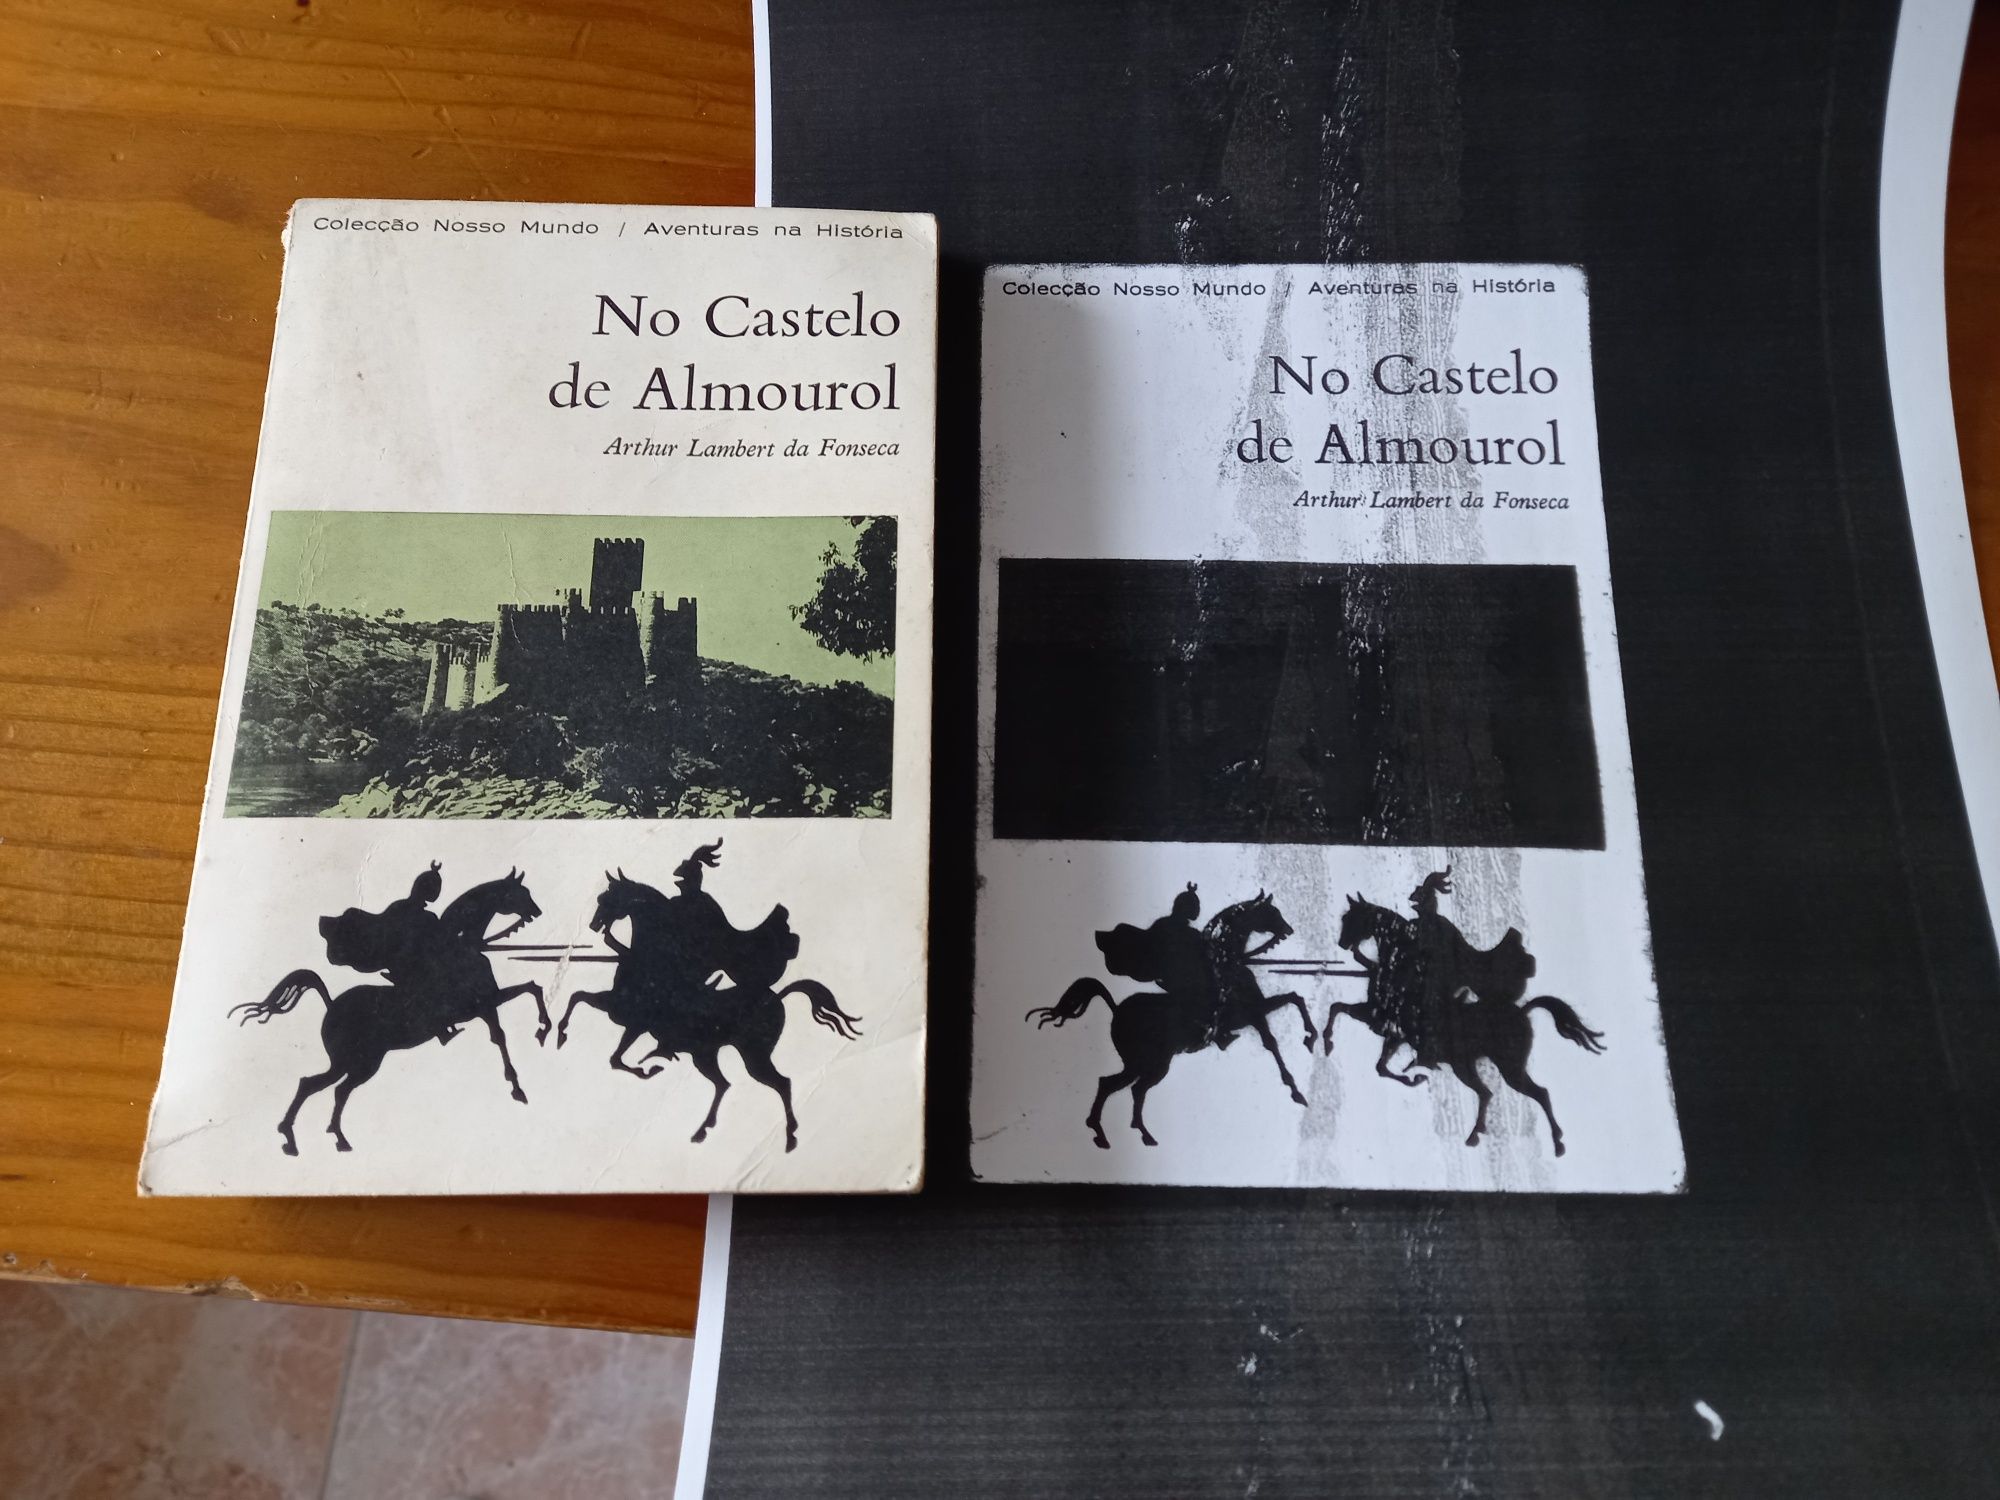 Colecção Nosso Mundo / Aventuras na História
No Castelo
de Almourol
Arthur Lambert da Fonseca
Colecção Nosso Mundo / Aventuras na História
No Castelo
de Almourol
Arthur Lambert da Fonseca